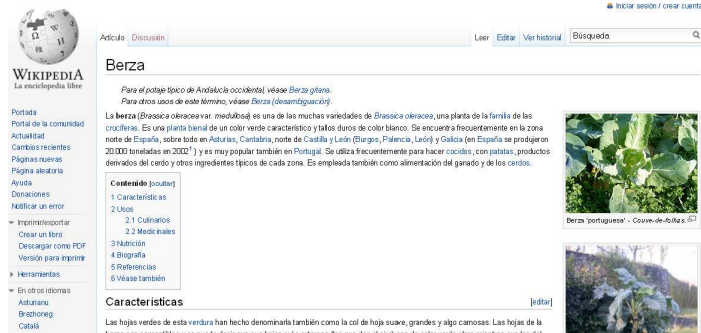 Iniciar sesión / crear cuenta
WIKIPEDIA
La enciclopedia libre
Artículo Discusión Leer Editar Ver historial Búsqueda
Berza
Para el potaje típico de Andalucía occidental, véase Berza gitana.
Para otros usos de este término, véase Berza (desambiguación).
La berza (Brassica oleracea var. medullosa) es una de las muchas variedades de Brassica oleracea, una planta de la familia de las
crucíferas. Es una planta bienal de un color verde característico y tallos duros de color blanco. Se encuentra frecuentemente en la zona
norte de España, sobre todo en Asturias, Cantabria, norte de Castilla y León (Burgos, Palencia, León) y Galicia (en España se produjeron
20.000 toneladas en 2002¹ ) y es muy popular también en Portugal. Se utiliza frecuentemente para hacer cocidos, con patatas, productos
derivados del cerdo y otros ingredientes típicos de cada zona. Es empleada también como alimentación del ganado y de los cerdos.
Portada
Portal de la comunidad
Actualidad
Cambios recientes
Páginas nuevas
Página aleatoria
Ayuda
Donaciones
Notificar un error
Imprimir/exportar
Crear un libro
Descargar como PDF
Versión para imprimir
Herramientas
En otros idiomas
Asturianu
Brezhoneg
Català
Contenido [ocultar]
1 Características
2 Usos
2.1 Culinarios
2.2 Medicinales
3 Nutrición
4 Biografía
5 Referencias
6 Véase también
Berza 'portuguesa' - Couve-de-folhas.
Características [editar]
Las hojas verdes de esta verdura han hecho denominarla también como la col de hoja suave, grandes y algo carnosas. Las hojas de la